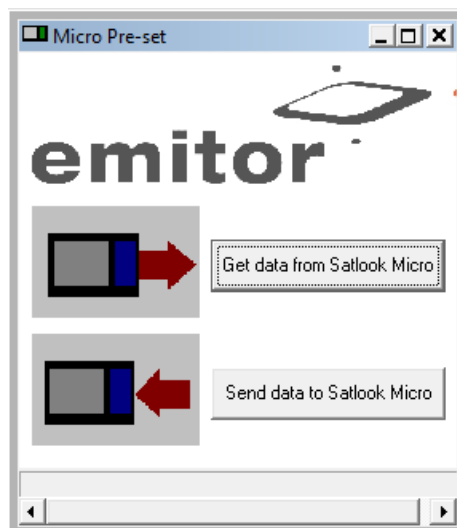 Micro Pre-set
emitor
Get data from Satlook Micro
Send data to Satlook Micro